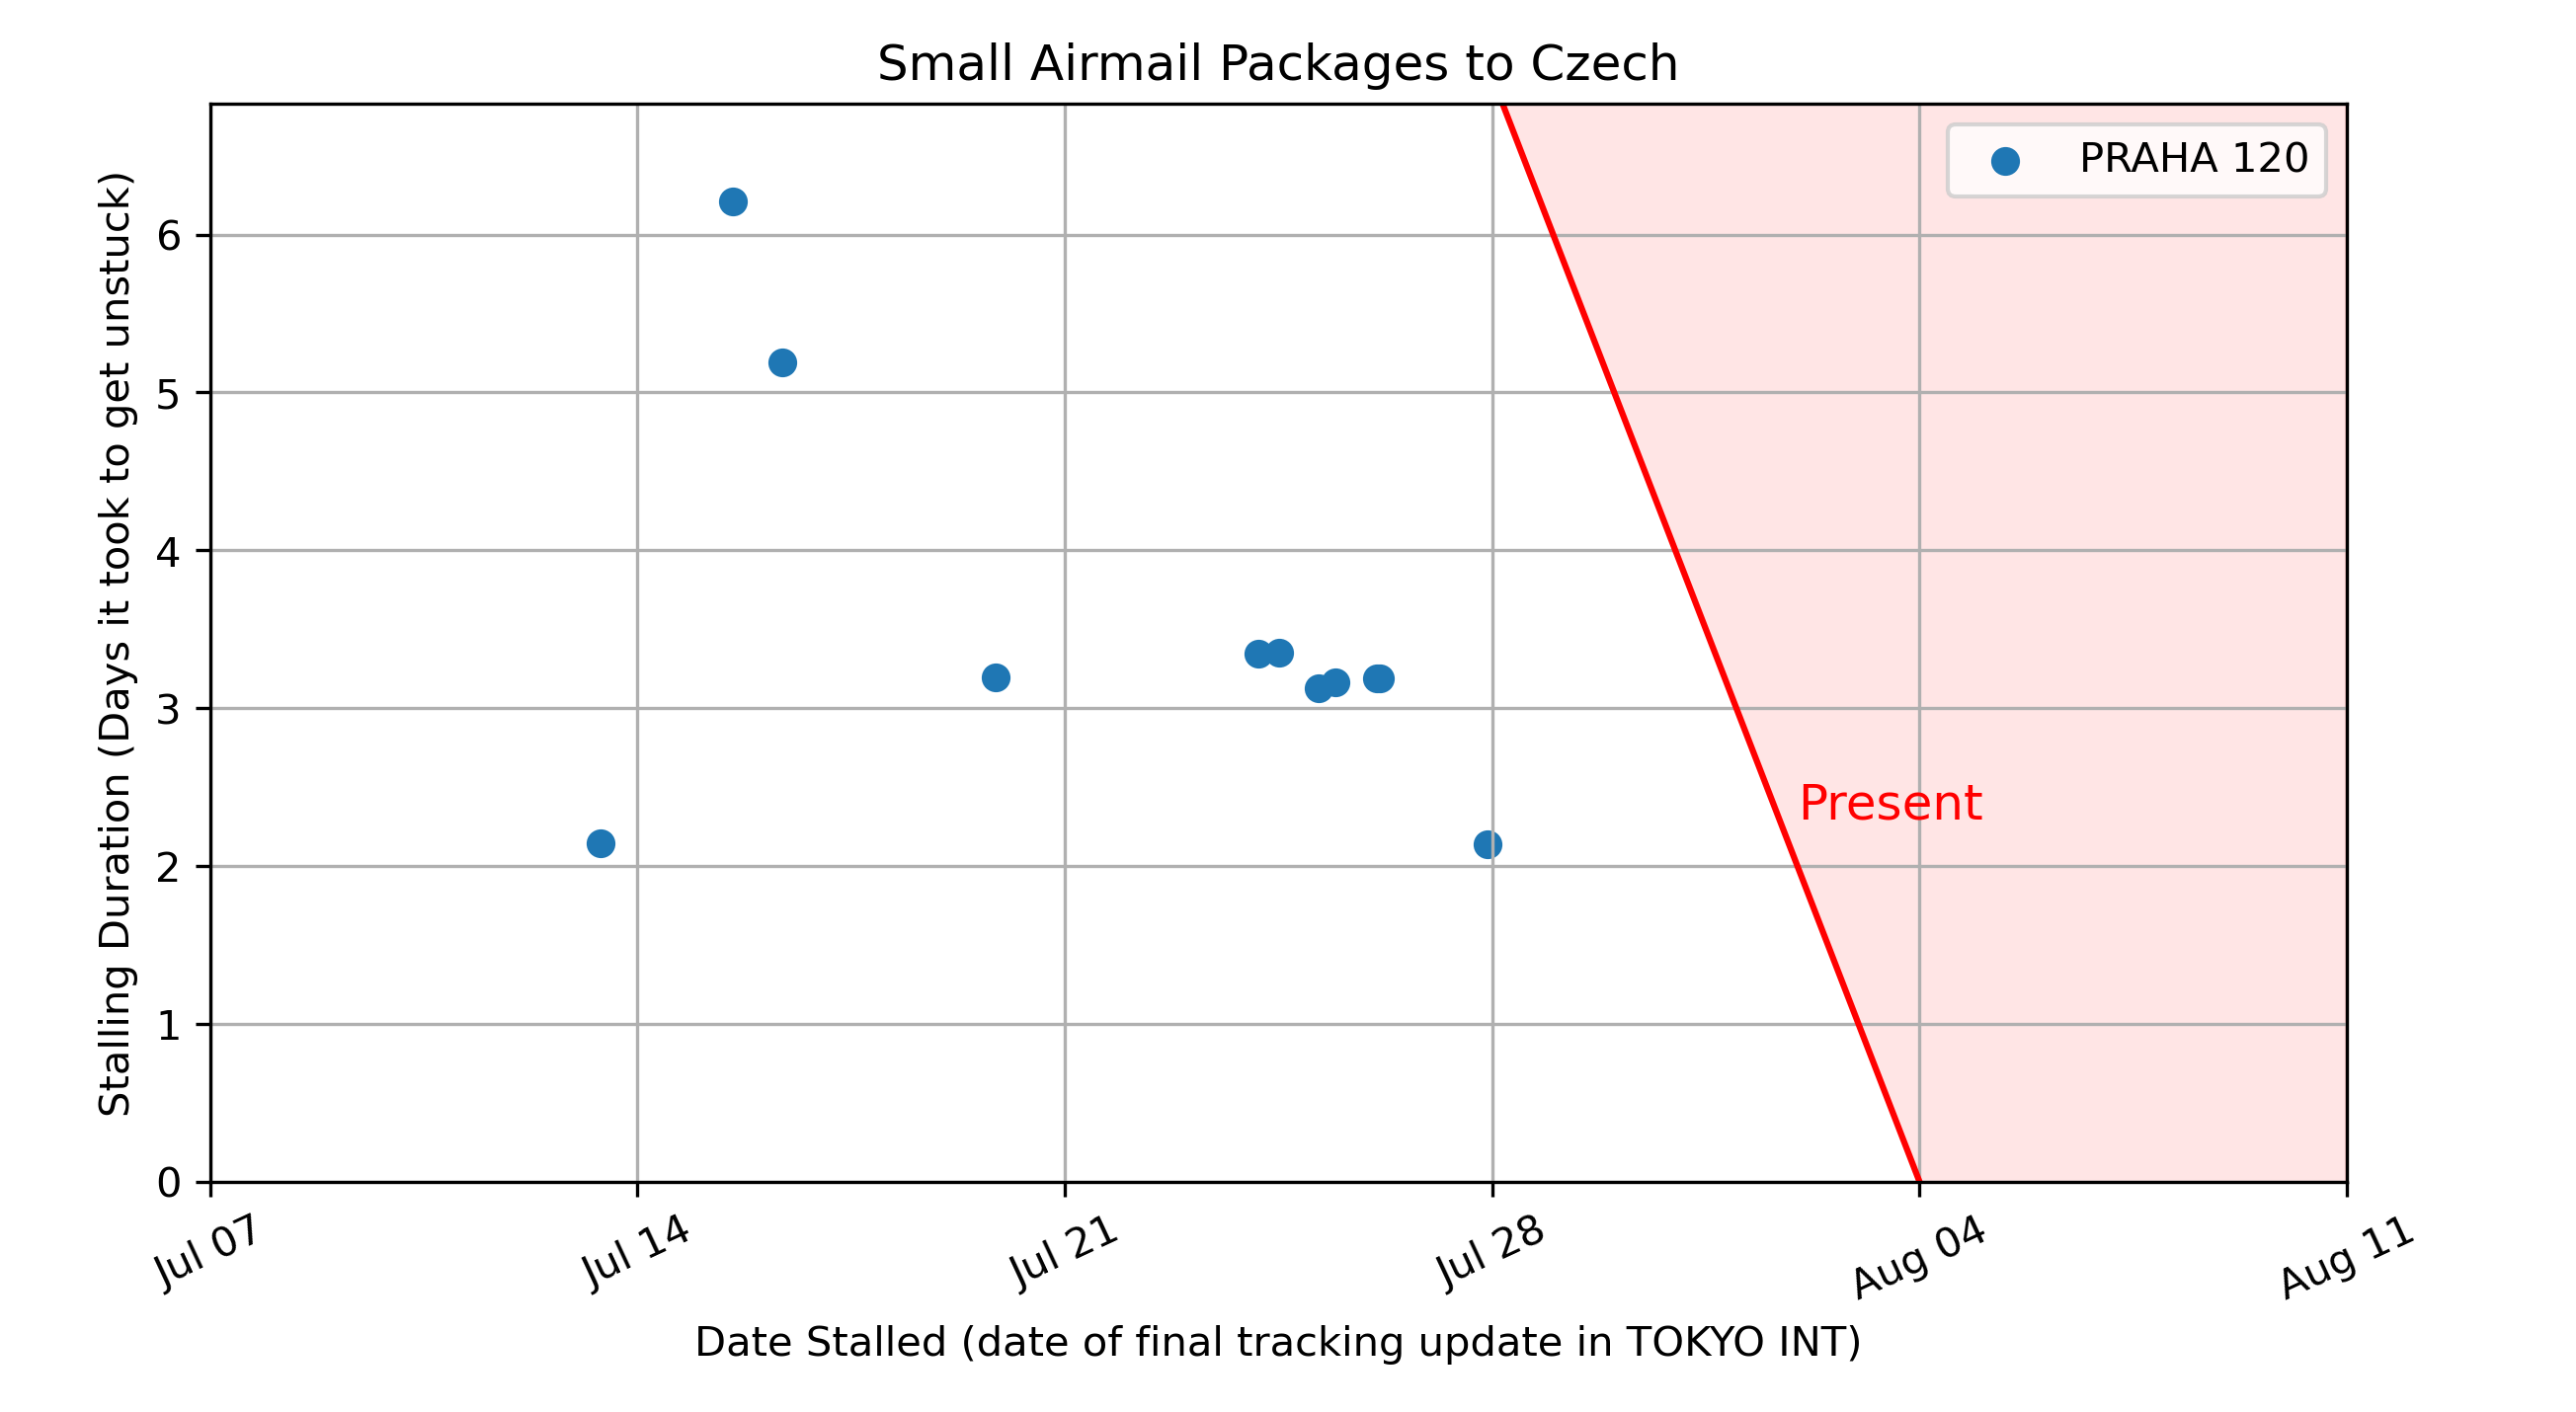 Small Airmail Packages to Czech
PRAHA 120
Stalling Duration (Days it took to get unstuck)
6
5
4
3
2
1
0
Present
Jul 07
Jul 14
Jul 21
Jul 28
Aug 04
Aug 11
Date Stalled (date of final tracking update in TOKYO INT)